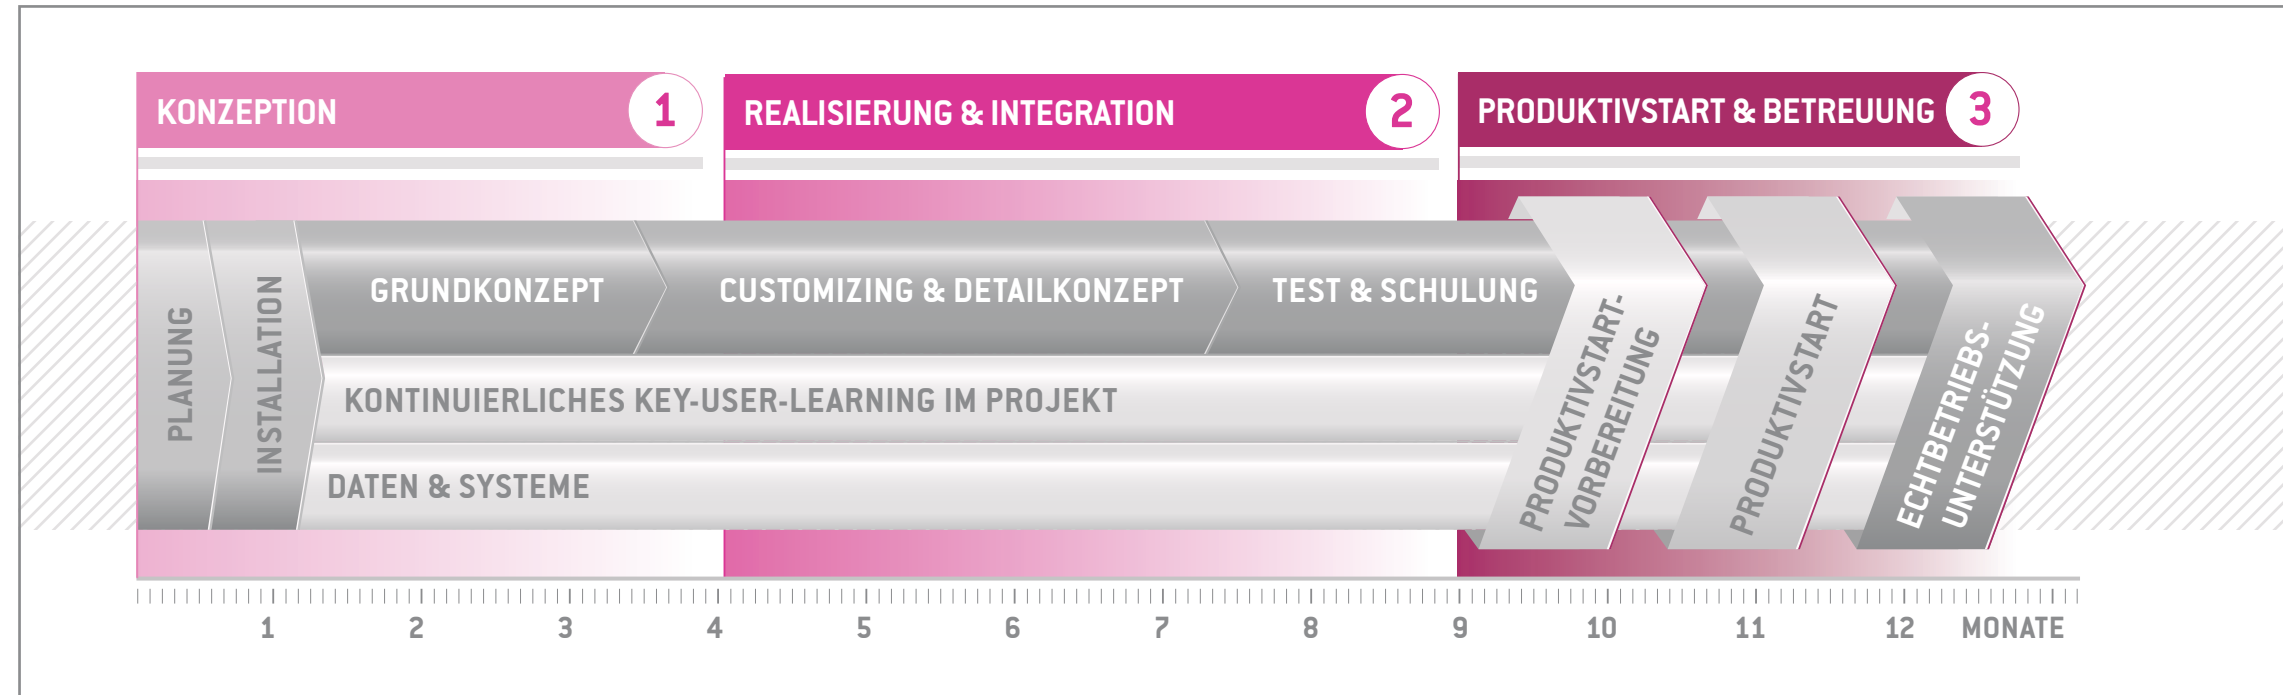 KONZEPTION 1
REALISIERUNG & INTEGRATION 2
PRODUKTIVSTART & BETREUUNG 3
PLANUNG
INSTALLATION
GRUNDKONZEPT
CUSTOMIZING & DETAILKONZEPT
TEST & SCHULUNG
KONTINUIERLICHES KEY-USER-LEARNING IM PROJEKT
DATEN & SYSTEME
PRODUKTIVSTART-
VORBEREITUNG
PRODUKTIVSTART
ECHTBETRIEBS-
UNTERSTÜTZUNG
1 2 3 4 5 6 7 8 9 10 11 12 MONATE